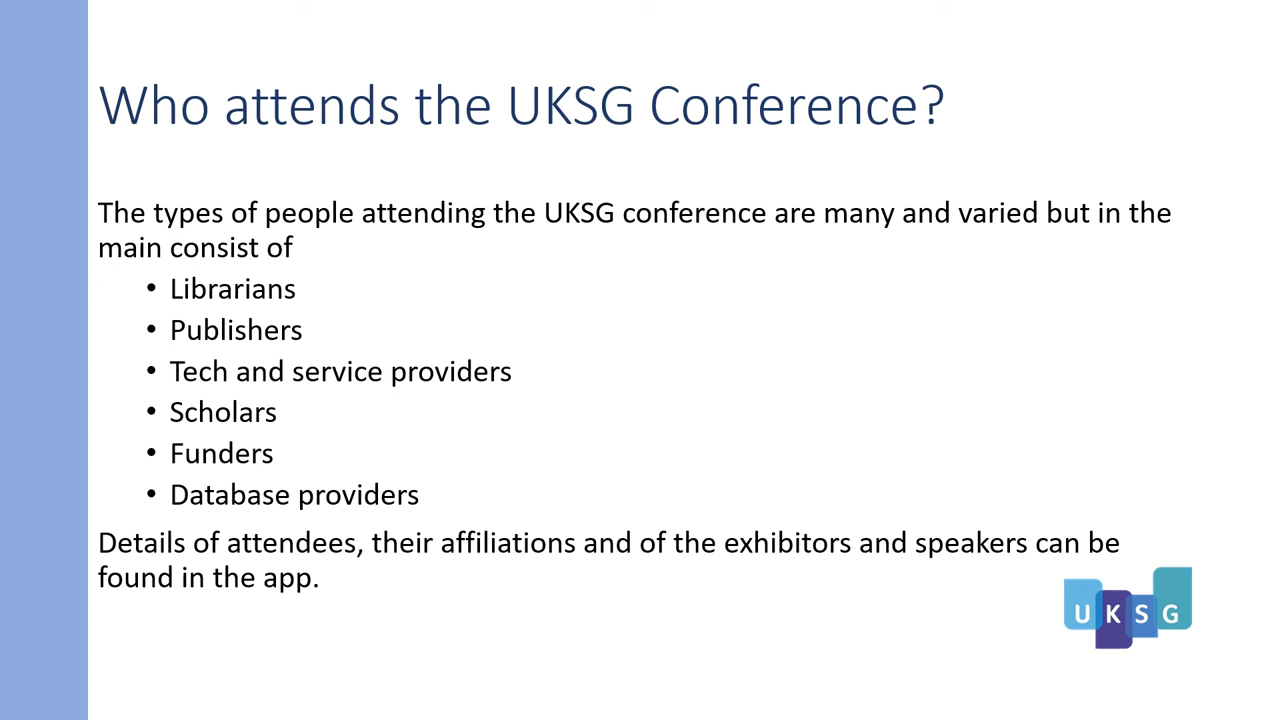 Who attends the UKSG Conference?
The types of people attending the UKSG conference are many and varied but in the
main consist of
• Librarians
• Publishers
• Tech and service providers
• Scholars
• Funders
• Database providers
Details of attendees, their affiliations and of the exhibitors and speakers can be
found in the app.
UKSG